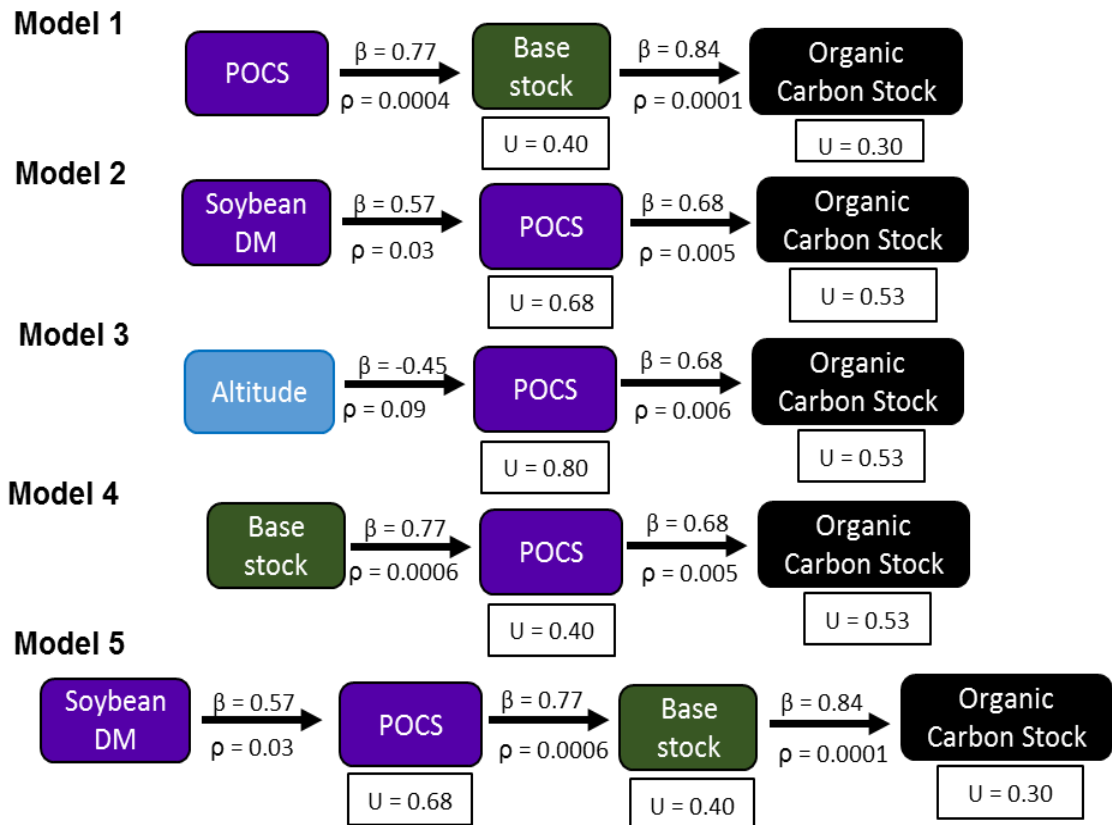 Model 1
POCS
β = 0.77
ρ = 0.0004
Base
stock
U = 0.40
β = 0.84
ρ = 0.0001
Organic
Carbon Stock
U = 0.30
Model 2
Soybean
DM
β = 0.57
ρ = 0.03
POCS
U = 0.68
β = 0.68
ρ = 0.005
Organic
Carbon Stock
U = 0.53
Model 3
Altitude
β = -0.45
ρ = 0.09
POCS
U = 0.80
β = 0.68
ρ = 0.006
Organic
Carbon Stock
U = 0.53
Model 4
Base
stock
β = 0.77
ρ = 0.0006
POCS
U = 0.40
β = 0.68
ρ = 0.005
Organic
Carbon Stock
U = 0.53
Model 5
Soybean
DM
β = 0.57
ρ = 0.03
POCS
U = 0.68
β = 0.77
ρ = 0.0006
Base
stock
U = 0.40
β = 0.84
ρ = 0.0001
Organic
Carbon Stock
U = 0.30